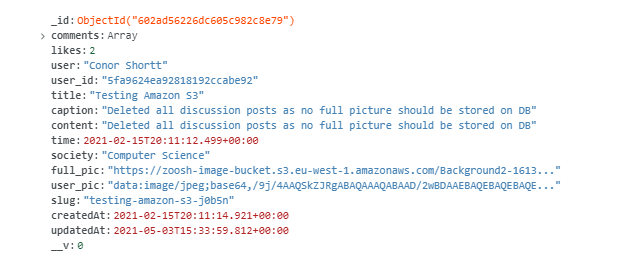 _id:ObjectId("602ad56226dc605c982c8e79")
comments:Array
likes:2
user:"Conor Shortt"
user_id:"5fa9624ea92818192ccabe92"
title:"Testing Amazon S3"
caption:"Deleted all discussion posts as no full picture should be stored on DB"
content:"Deleted all discussion posts as no full picture should be stored on DB"
time:2021-02-15T20:11:12.499+00:00
society:"Computer Science"
full_pic:"https://zoosh-image-bucket.s3.eu-west-1.amazonaws.com/Background2-1613..."
user_pic:"data:image/jpeg;base64,/9j/4AAQSkZJRgABAQAAAQABAAD/2wBDAAEBAQEBAQEBAQE..."
slug:"testing-amazon-s3-j0b5n"
createdAt:2021-02-15T20:11:14.921+00:00
updatedAt:2021-05-03T15:33:59.812+00:00
__v:0